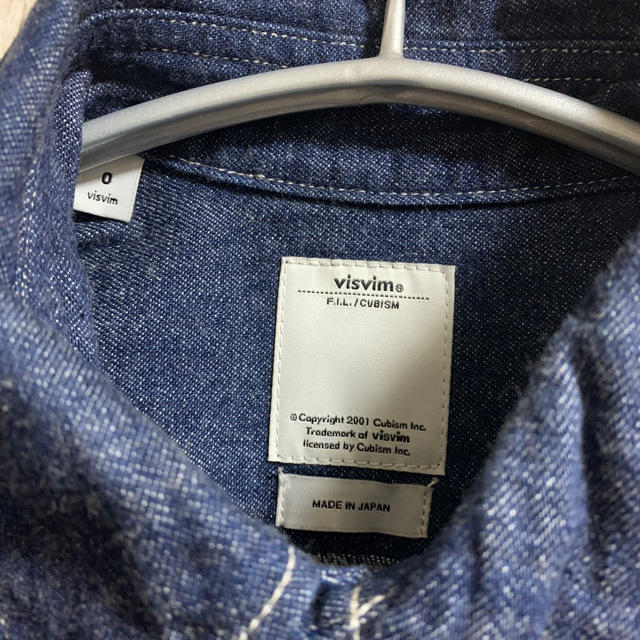 0
visvim
visvim®
F.I.L./CUBISM
©Copyright 2001 Cubism Inc.
Trademark of visvim
licensed by Cubism Inc.
MADE IN JAPAN